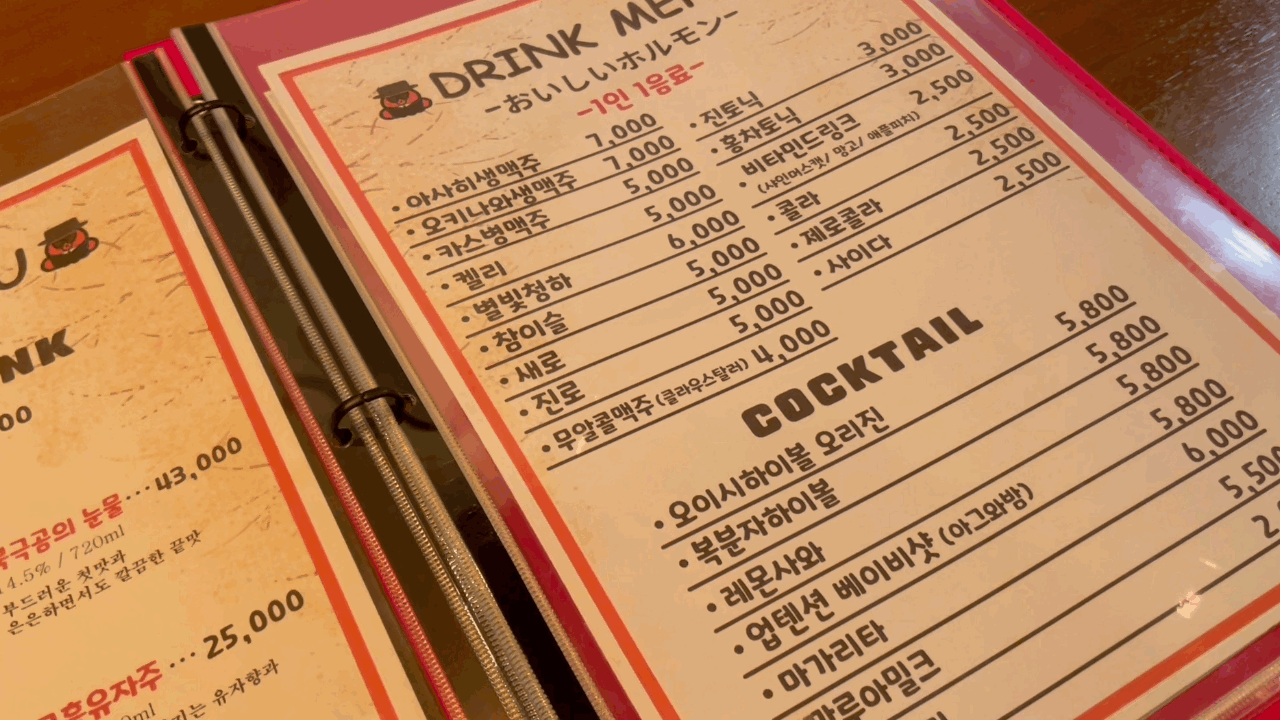 43,000
눈물...
4.5% / 720ml
부드러운 첫맛과
은은하면서도 깔끔한 끝맛
유자주 ... 25,000
유자향과
DRINK
-おいしいホルモン-
-1인 1음료-
• 아사히생맥주 7,000
• 오키나와생맥주 7,000
• 카스병맥주 5,000
• 켈리 5,000
• 별빛청하 6,000
• 참이슬 5,000
• 새로 5,000
• 진로 5,000
• 무알콜맥주 (클라우스탈러) 4,000
• 진토닉 3,000
• 홍차토닉 3,000
• 비타민드링크 2,500
(샤인머스캣/ 망고/ 애플피치)
• 콜라 2,500
• 제로콜라 2,500
• 사이다 2,500
COCKTAIL
• 오이시하이볼 오리진 5,800
• 복분자하이볼 5,800
• 레몬사와 5,800
• 업텐션 베이비샷 (아그와밤) 5,800
• 마가리타 6,000